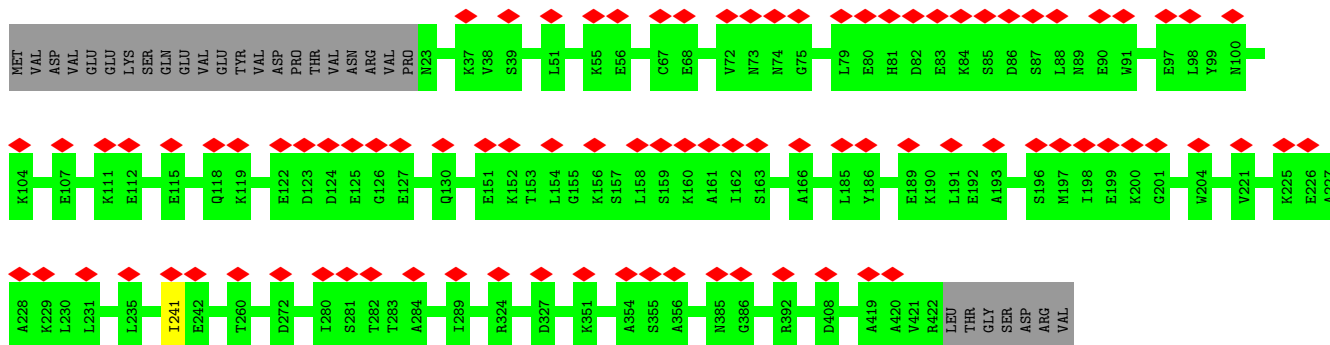 MET VAL ASP VAL GLU GLU LYS SER GLN GLU VAL GLU TYR VAL ASP PRO THR VAL ASN ARG VAL PRO N23 K37 V38 S39 L51 K55 E56 C67 E68 V72 N73 N74 G75 L79 E80 H81 D82 E83 K84 S85 D86 S87 L88 N89 E90 W91 E97 L98 Y99 N100
K104 E107 K111 E112 E115 Q118 K119 E122 D123 D124 E125 G126 E127 Q130 E151 K152 T153 L154 G155 K156 S157 L158 S159 K160 A161 I162 S163 A166 L185 Y186 E189 K190 L191 E192 A193 S196 M197 I198 E199 K200 G201 W204 V221 K225 E226 A227
A228 K229 L230 L231 L235 I241 E242 T260 D272 I280 S281 T282 T283 A284 I289 R324 D327 K351 A354 S355 A356 N385 G386 R392 D408 A419 A420 V421 R422 LEU THR GLY SER ASP ARG VAL